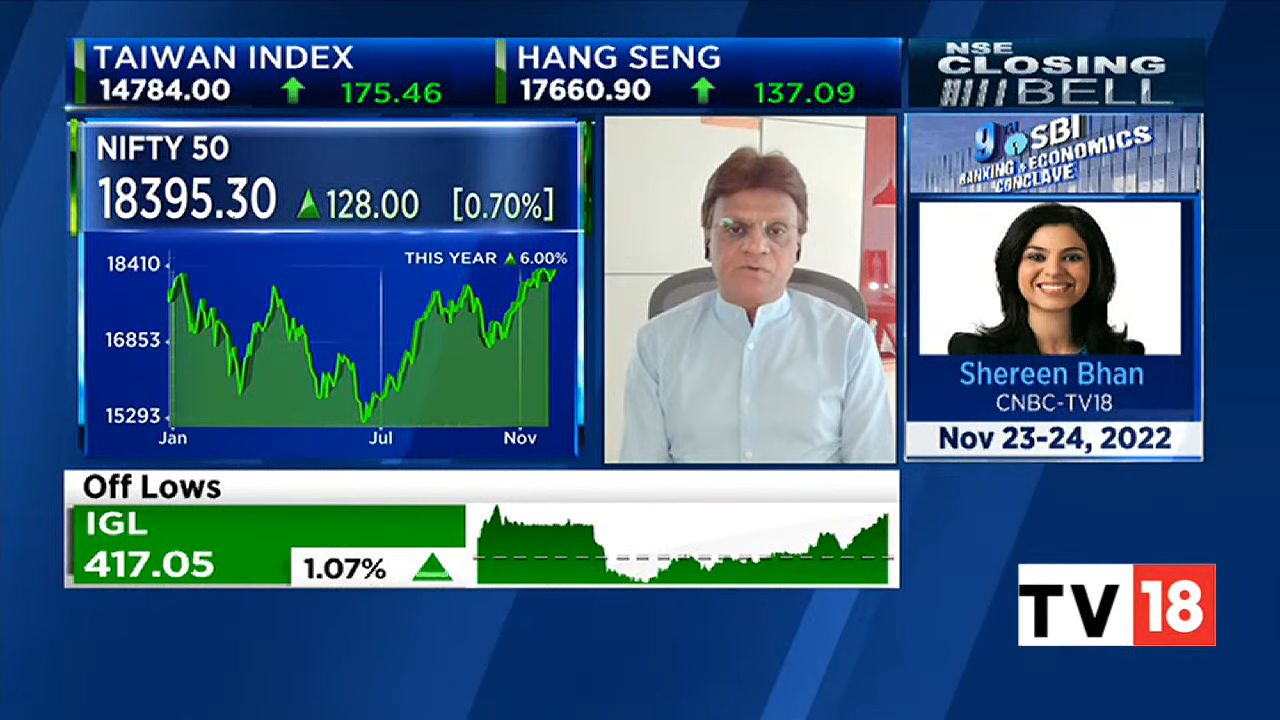 TAIWAN INDEX
14784.00 175.46
HANG SENG
17660.90 137.09
NSE
CLOSING
BELL
NIFTY 50
18395.30 128.00 [0.70%]
THIS YEAR 6.00%
18410
16853
15293
Jan Jul Nov
9TH SBI
BANKING & ECONOMICS
CONCLAVE
Shereen Bhan
CNBC-TV18
Nov 23-24, 2022
Off Lows
IGL
417.05 1.07%
TV18